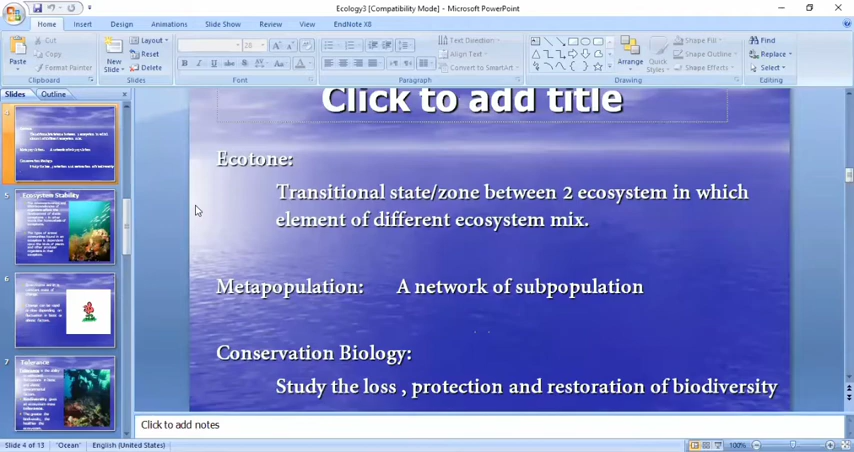 Ecology3 [Compatibility Mode] - Microsoft PowerPoint
Home Insert Design Animations Slide Show Review View EndNote X8
Paste
Cut
Copy
Format Painter
Clipboard
New Slide
Layout
Reset
Delete
Slides
28
Font
Text Direction
Align Text
Convert to SmartArt
Paragraph
Arrange
Quick Styles
Shape Fill
Shape Outline
Shape Effects
Drawing
Find
Replace
Select
Editing
Slides Outline
4
5
Ecosystem Stability
6
7
Tolerance
Click to add title
Ecotone:
Transitional state/zone between 2 ecosystem in which
element of different ecosystem mix.
Metapopulation: A network of subpopulation
Conservation Biology:
Study the loss , protection and restoration of biodiversity
Click to add notes
Slide 4 of 13 "Ocean" English (United States) 100%